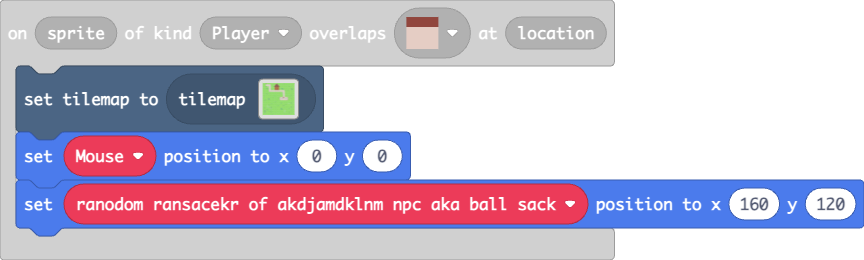 on sprite of kind Player overlaps at location
set tilemap to tilemap
set Mouse position to x 0 y 0
set ranodom ransacekr of akdjamdklnm npc aka ball sack position to x 160 y 120